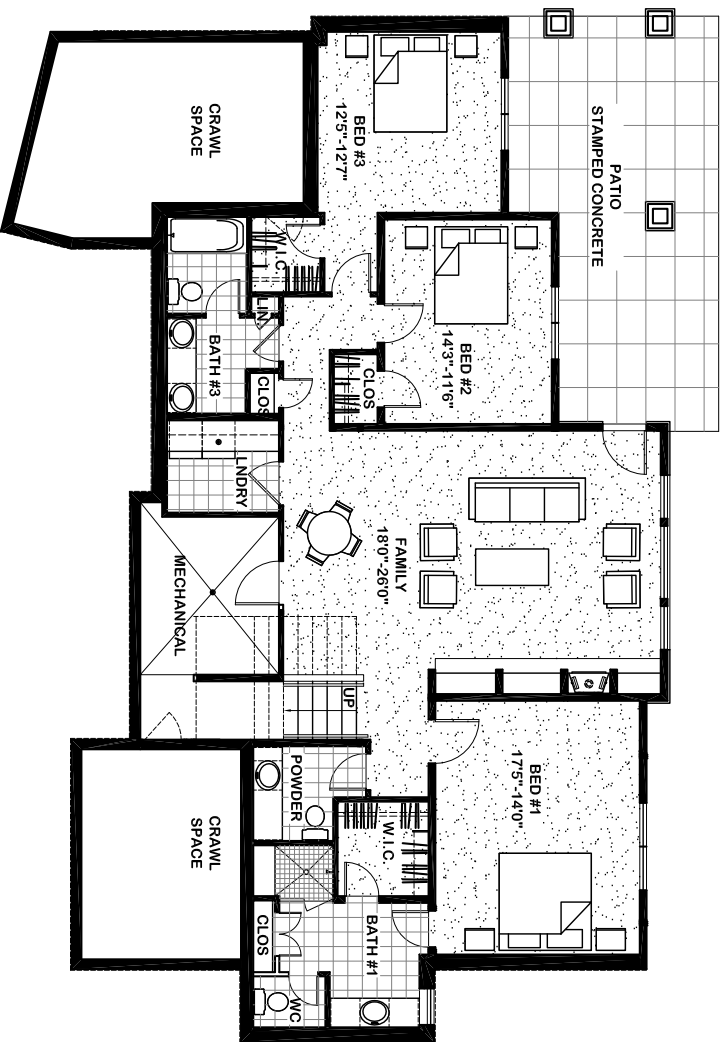 PATIO
STAMPED CONCRETE
CRAWL
SPACE
BED #3
12'5"-12'7"
W.I.C.
BED #2
14'3"-11'6"
LIN.
BATH #3
CLOS
CLOS
LNDRY
FAMILY
18'0"-26'0"
MECHANICAL
UP
BED #1
17'5"-14'0"
POWDER
W.I.C.
CRAWL
SPACE
BATH #1
CLOS
WC